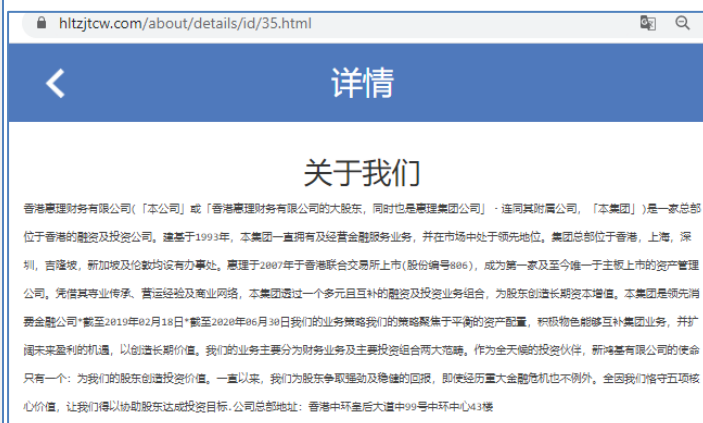 hltzjtcw.com/about/details/id/35.html
详情
关于我们
香港惠理财务有限公司(「本公司」或「香港惠理财务有限公司的大股东，同时也是惠理集团公司」·连同其附属公司，「本集团」)是一家总部
位于香港的融资及投资公司。建基于1993年，本集团一直拥有及经营金融服务业务，并在市场中处于领先地位。集团总部位于香港，上海，深
圳，吉隆坡，新加坡及伦敦均设有办事处。惠理于2007年于香港联合交易所上市(股份编号806)，成为第一家及至今唯一于主版上市的资产管理
公司。凭借其专业传承、营运经验及商业网络，本集团透过一个多元且互补的融资及投资业务组合，为股东创造长期资本增值。本集团是领先消
费金融公司*截至2019年02月18日*截至2020年06月30日我们的业务策略我们的策略聚焦于平衡的资产配置，积极物色能够互补集团业务，并扩
阔未来盈利的机遇，以创造长期价值。我们的业务主要分为财务业务及主要投资组合两大范畴。作为全天候的投资伙伴，新鸿基有限公司的使命
只有一个：为我们的股东创造投资价值。一直以来，我们为股东争取强劲及稳健的回报，即使经历重大金融危机也不例外。全因我们恪守五项核
心价值，让我们得以协助股东达成投资目标.公司总部地址：香港中环皇后大道中99号中环中心43楼